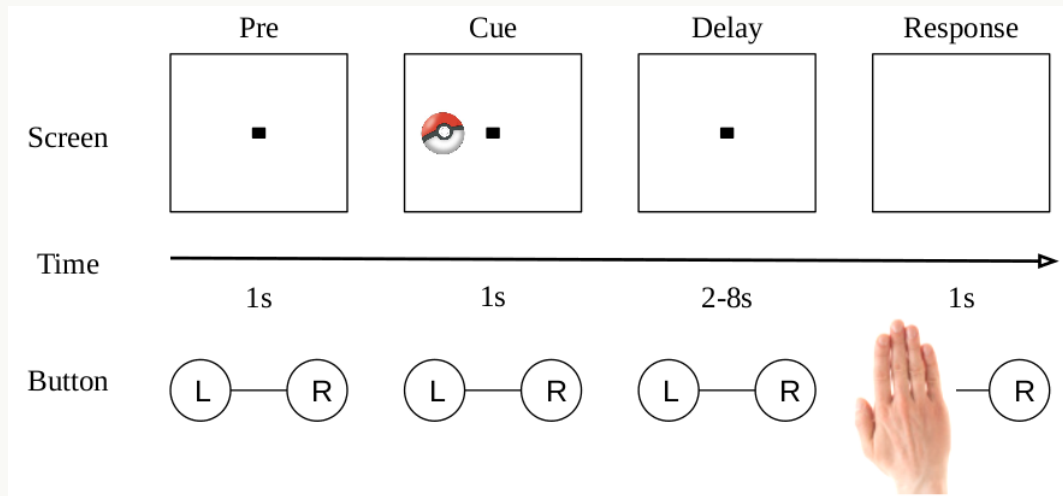 Pre Cue Delay Response
Screen
Time
1s 1s 2-8s 1s
Button
L R L R L R R